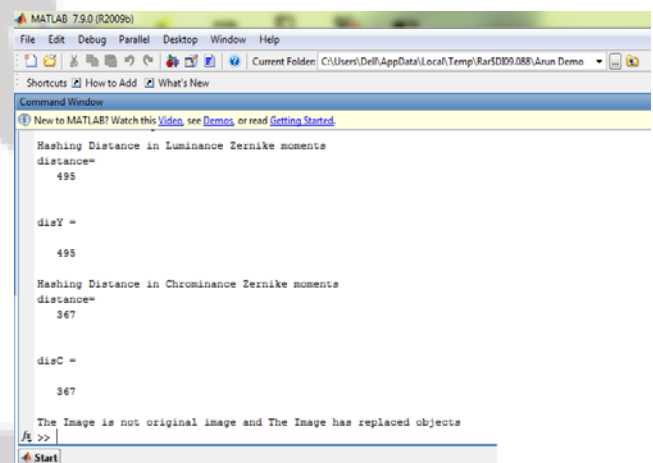 MATLAB 7.9.0 (R2009b)
File Edit Debug Parallel Desktop Window Help
Current Folder: C:\Users\Dell\AppData\Local\Temp\Rar$DI09.088\Arun Demo
Shortcuts How to Add What's New
Command Window
New to MATLAB? Watch this Video, see Demos, or read Getting Started.
Hashing Distance in Luminance Zernike moments
distance=
495
disY =
495
Hashing Distance in Chrominance Zernike moments
distance=
367
disC =
367
The Image is not original image and The Image has replaced objects
fx >>
Start